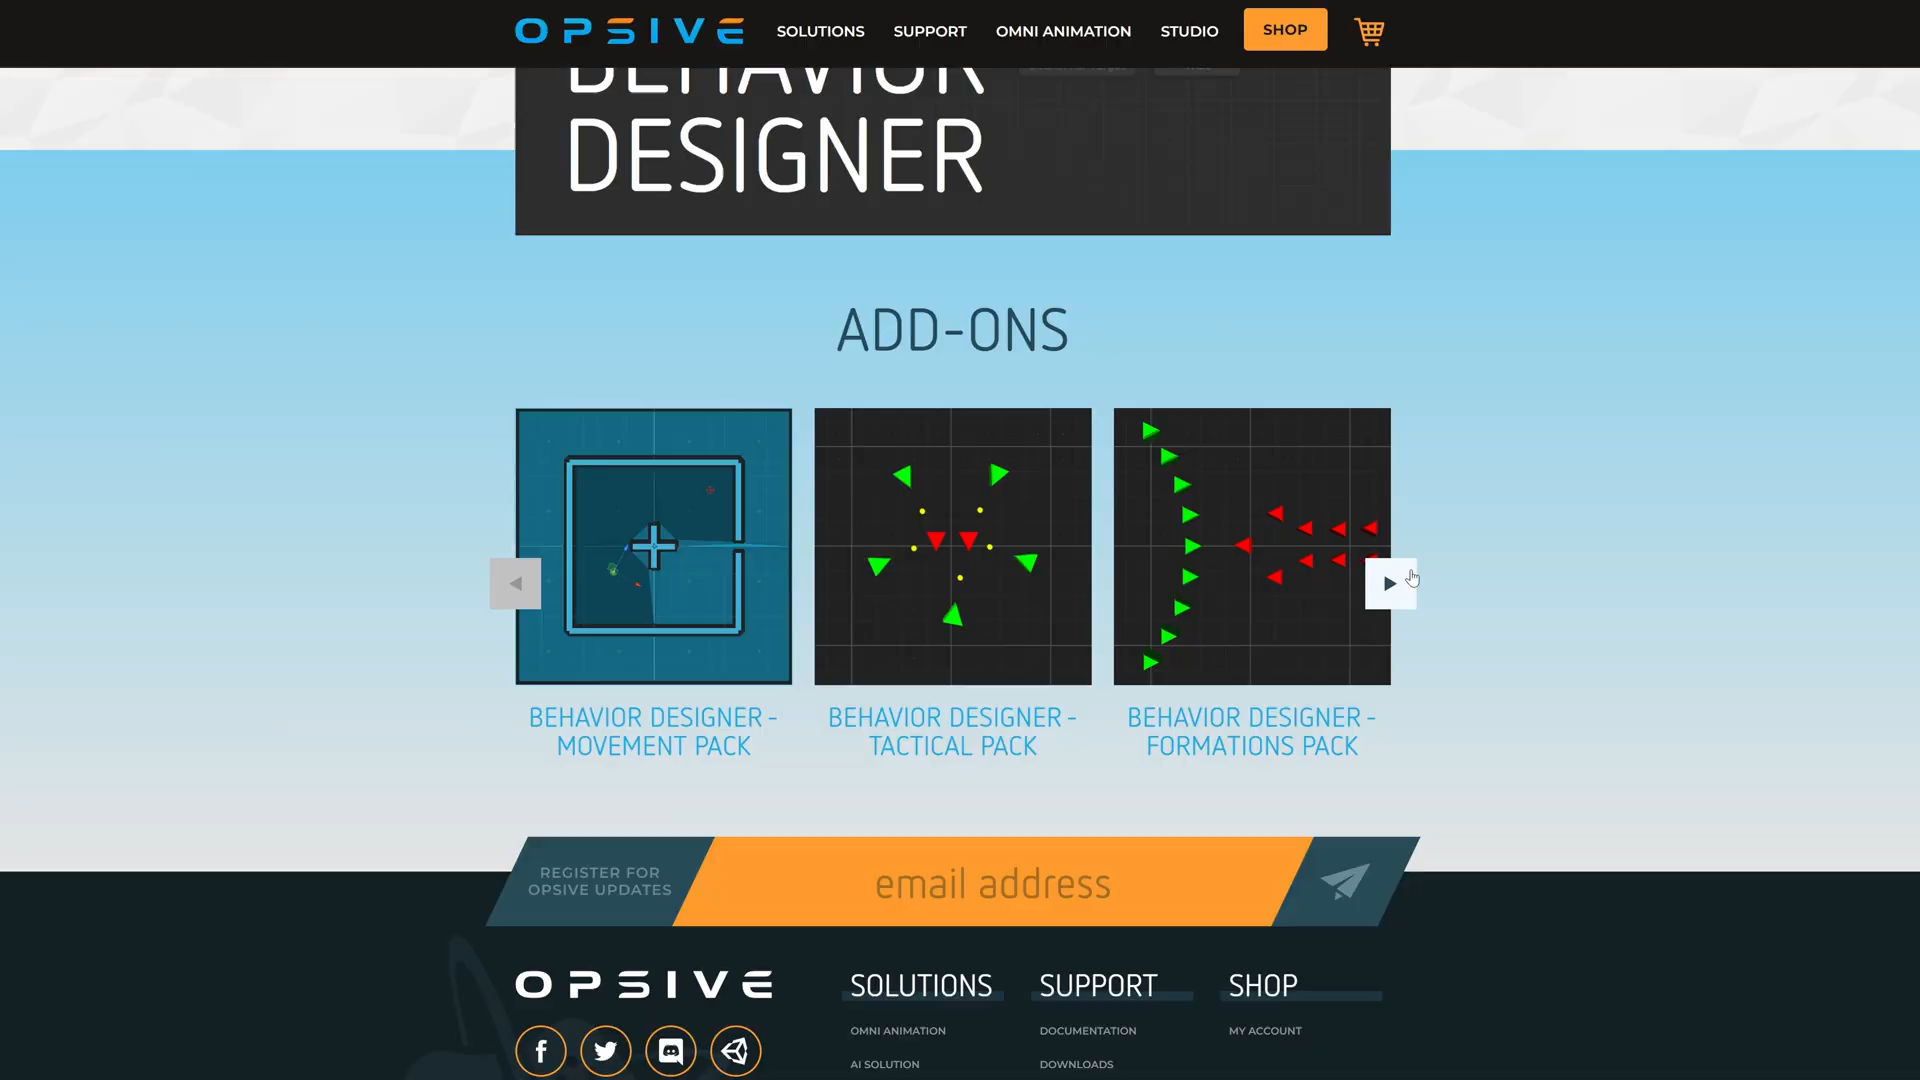 OPSIVE
SOLUTIONS
SUPPORT
OMNI ANIMATION
STUDIO
SHOP
BEHAVIOR
DESIGNER
ADD-ONS
BEHAVIOR DESIGNER -
MOVEMENT PACK
BEHAVIOR DESIGNER -
TACTICAL PACK
BEHAVIOR DESIGNER -
FORMATIONS PACK
REGISTER FOR
OPSIVE UPDATES
email address
OPSIVE
SOLUTIONS
OMNI ANIMATION
AI SOLUTION
SUPPORT
DOCUMENTATION
DOWNLOADS
SHOP
MY ACCOUNT